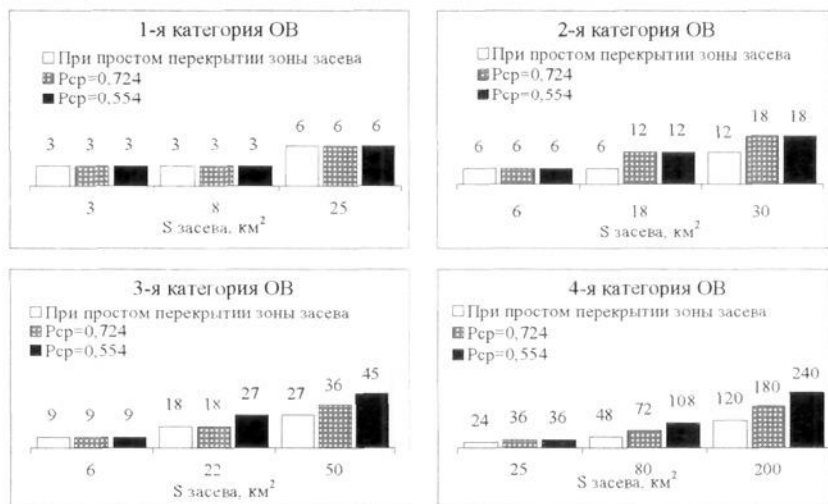 1-я категория ОВ
При простом перекрытии зоны засева
Рср=0,724
Рср=0,554
3 3 3 3 3 3 6 6 6
3 8 25
S засева, км²
2-я категория ОВ
При простом перекрытии зоны засева
Рср=0,724
Рср=0,554
6 6 6 6 12 12 12 18 18
6 18 30
S засева, км²
3-я категория ОВ
При простом перекрытии зоны засева
Рср=0,724
Рср=0,554
9 9 9 18 18 27 27 36 45
6 22 50
S засева, км²
4-я категория ОВ
При простом перекрытии зоны засева
Рср=0,724
Рср=0,554
24 36 36 48 72 108 120 180 240
25 80 200
S засева, км²